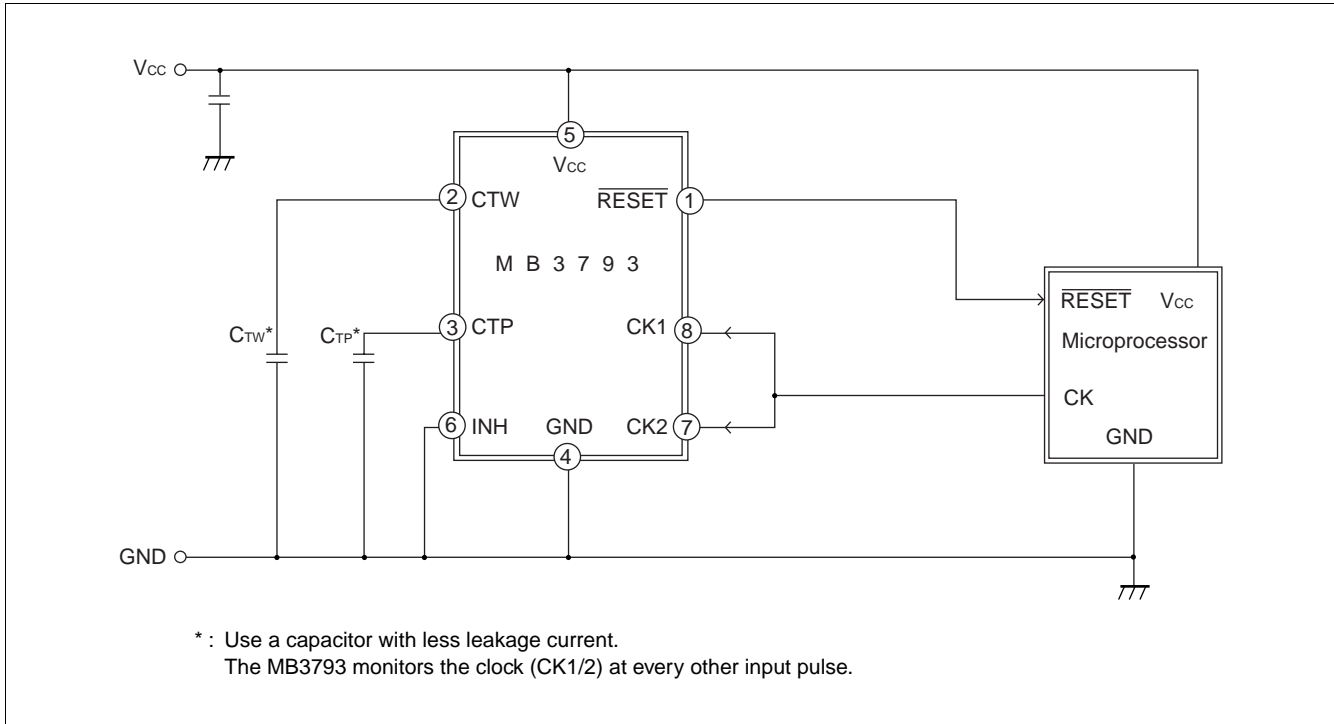 VCC
5
VCC
2 CTW RESET 1
M B 3 7 9 3
RESET VCC
CTW* CTP* 3 CTP CK1 8
Microprocessor
CK
6 INH GND CK2 7
GND
4
GND
* : Use a capacitor with less leakage current.
The MB3793 monitors the clock (CK1/2) at every other input pulse.